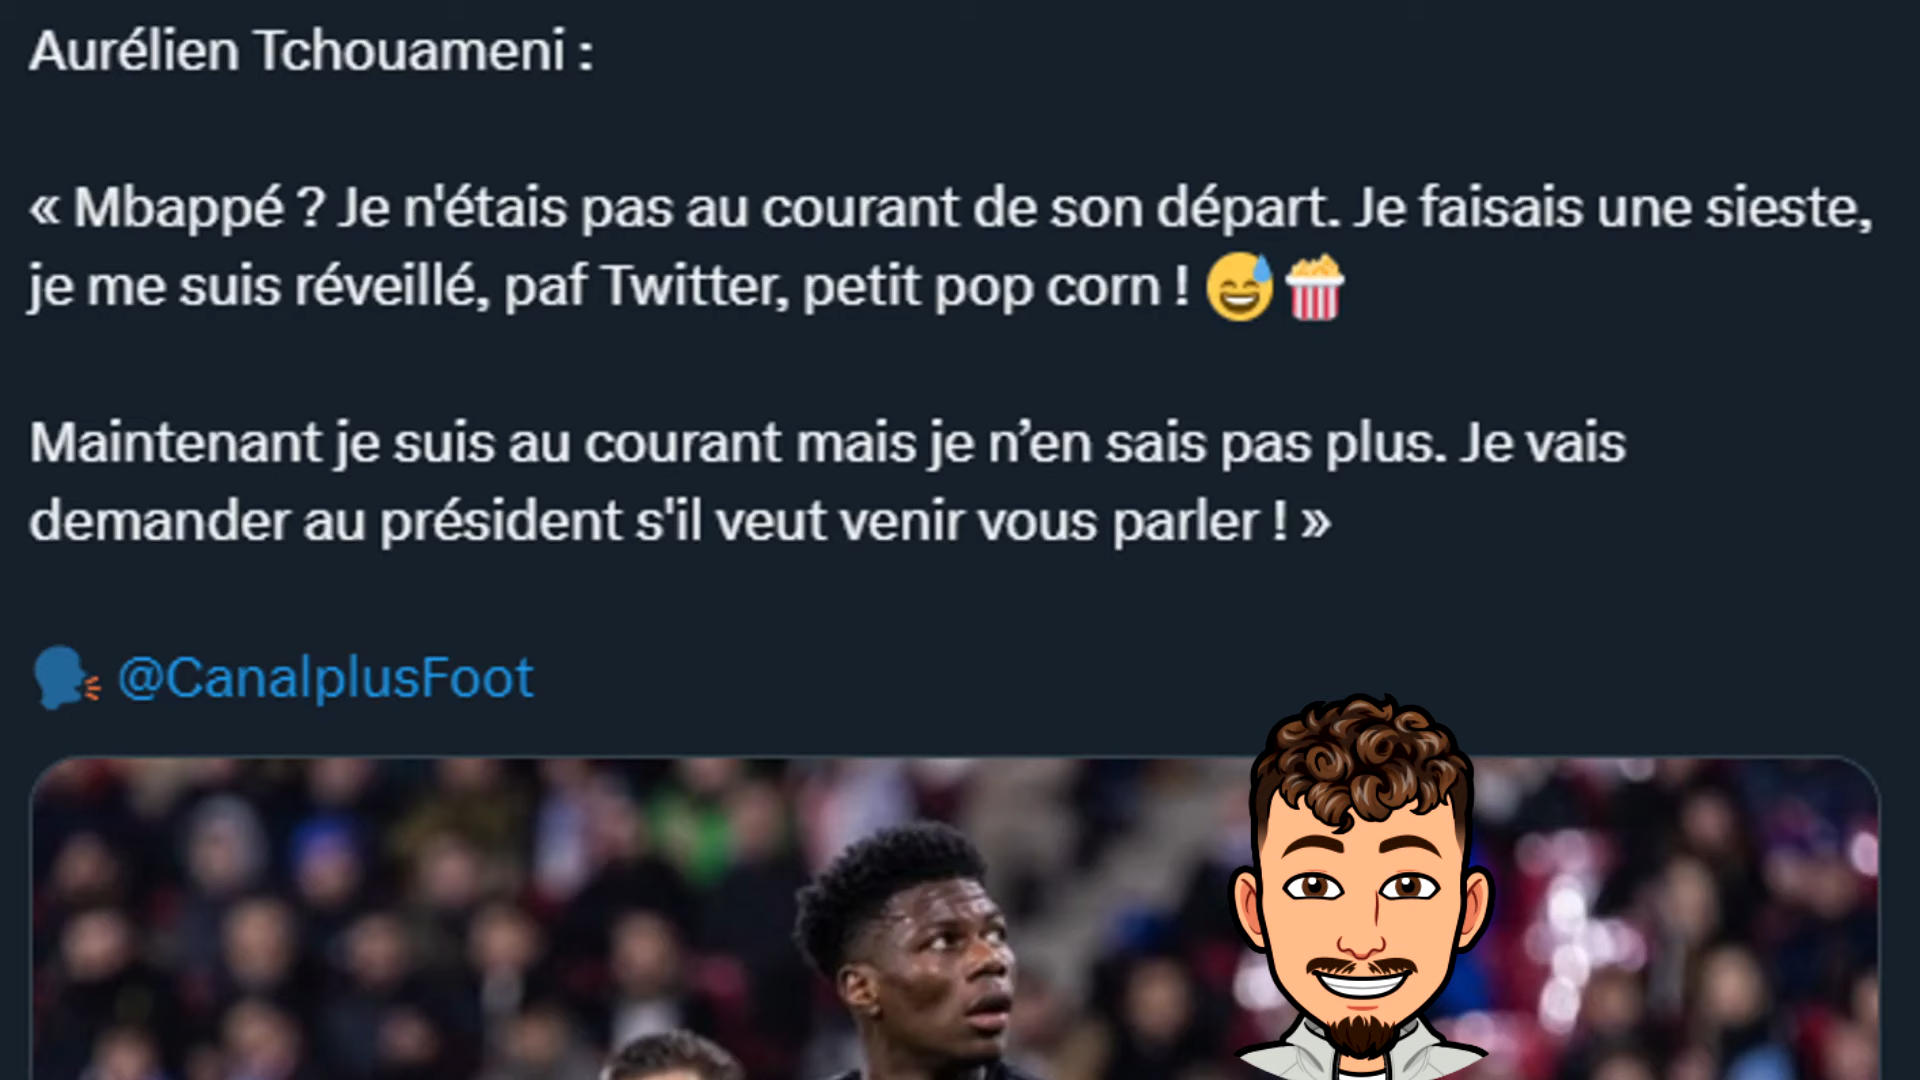 Aurélien Tchouameni :
« Mbappé ? Je n'étais pas au courant de son départ. Je faisais une sieste,
je me suis réveillé, paf Twitter, petit pop corn ! 😅🍿
Maintenant je suis au courant mais je n’en sais pas plus. Je vais
demander au président s'il veut venir vous parler ! »
🗣️ @CanalplusFoot